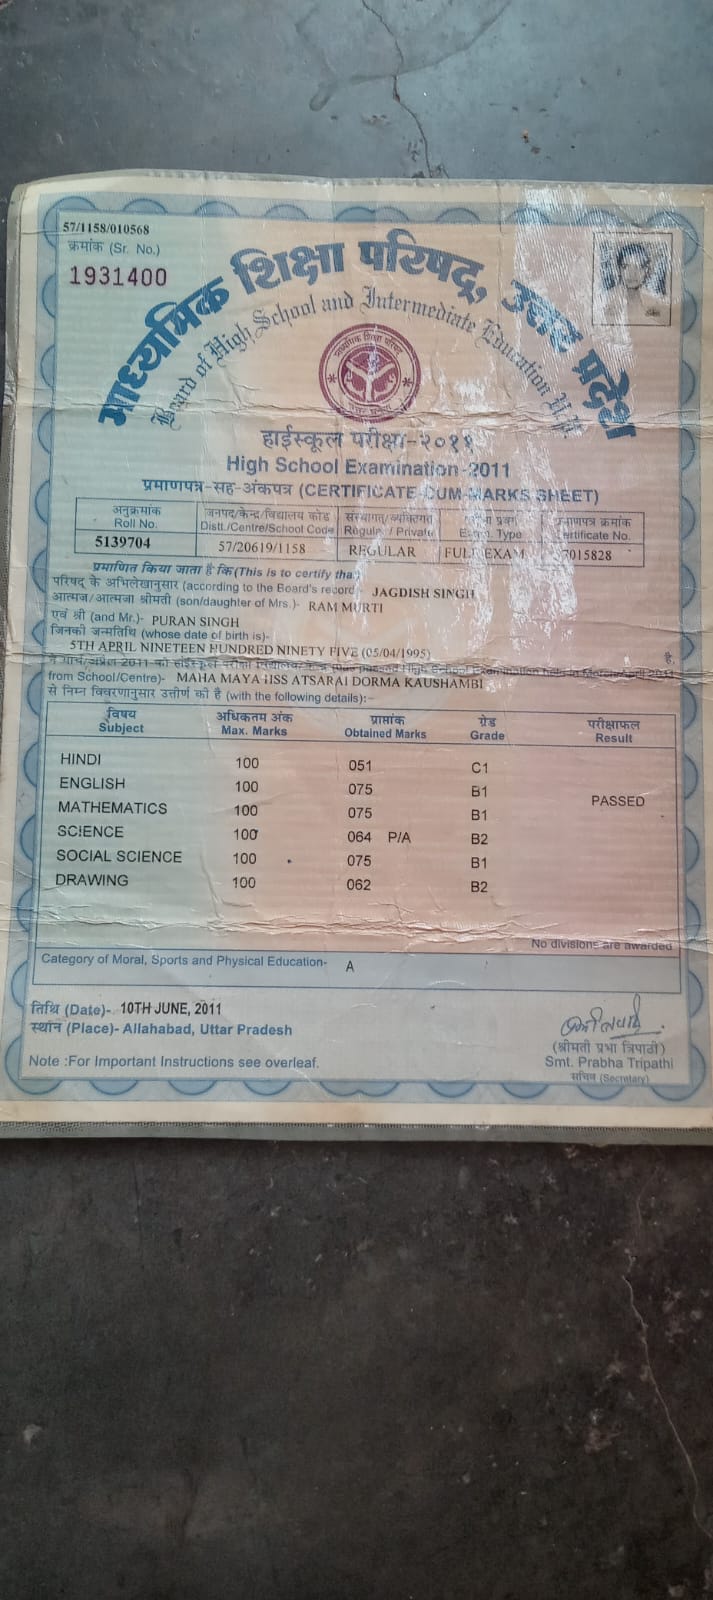 57/1158/010568
क्रमांक (Sr. No.)
1931400
माध्यमिक शिक्षा परिषद्, उत्तर प्रदेश
Board of High School and Intermediate Education U.P.
हाईस्कूल परीक्षा-२०११
High School Examination-2011
प्रमाणपत्र-सह-अंकपत्र (CERTIFICATE-CUM-MARKS SHEET)
अनुक्रमांक जनपद/केन्द्र/विद्यालय कोड संस्थागत/व्यक्तिगत प्रमाणपत्र क्रमांक
Roll No. Distt./Centre/School Code Regular / Private Exam. Type Certificate No.
5139704 57/20619/1158 REGULAR FULL EXAM 7015828
प्रमाणित किया जाता है कि (This is to certify that)
परिषद् के अभिलेखानुसार (according to the Board's record)- JAGDISH SINGH
आत्मज/आत्मजा श्रीमती (son/daughter of Mrs.)- RAM MURTI
एवं श्री (and Mr.)- PURAN SINGH
जिनकी जन्मतिथि (whose date of birth is)-
5TH APRIL NINETEEN HUNDRED NINETY FIVE (05/04/1995) है,
ने मार्च/अप्रैल 2011 की हाईस्कूल परीक्षा विद्यालय/केन्द्र
from School/Centre)- MAHA MAYA HSS ATSARAI DORMA KAUSHAMBI
से निम्न विवरणानुसार उत्तीर्ण की है (with the following details):-
विषय अधिकतम अंक प्राप्तांक ग्रेड परीक्षाफल
Subject Max. Marks Obtained Marks Grade Result
HINDI 100 051 C1
ENGLISH 100 075 B1 PASSED
MATHEMATICS 100 075 B1
SCIENCE 100 064 P/A B2
SOCIAL SCIENCE 100 075 B1
DRAWING 100 062 B2
No divisions are awarded
Category of Moral, Sports and Physical Education- A
तिथि (Date)- 10TH JUNE, 2011
स्थान (Place)- Allahabad, Uttar Pradesh
(श्रीमती प्रभा त्रिपाठी)
Smt. Prabha Tripathi
सचिव (Secretary)
Note :For Important Instructions see overleaf.